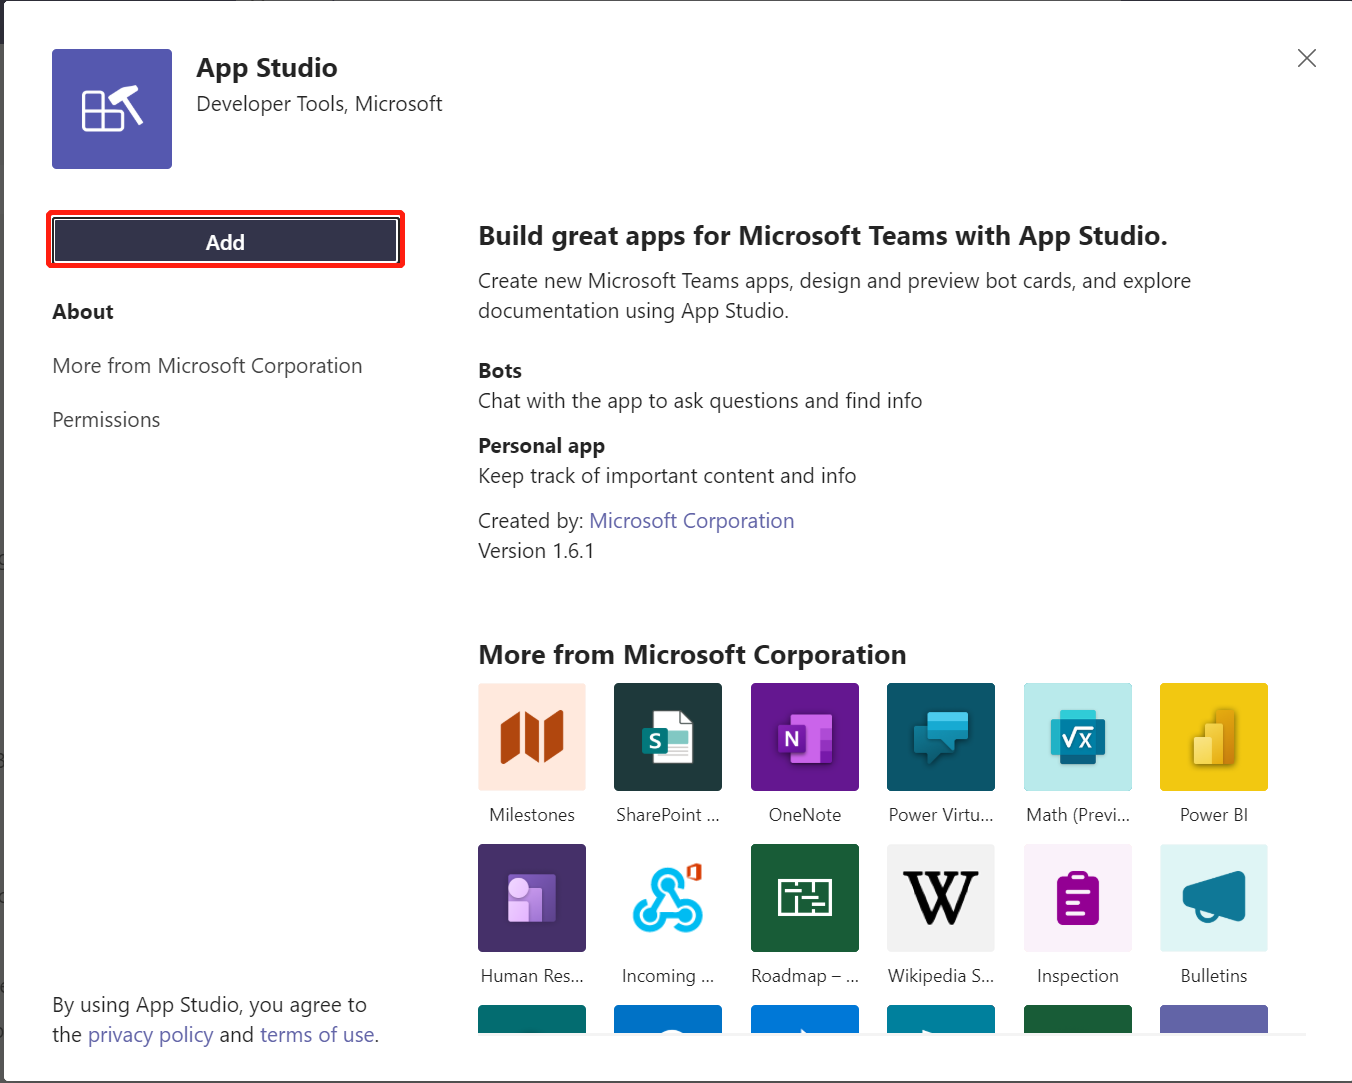 App Studio
Developer Tools, Microsoft
Add
About
More from Microsoft Corporation
Permissions
Build great apps for Microsoft Teams with App Studio.
Create new Microsoft Teams apps, design and preview bot cards, and explore
documentation using App Studio.
Bots
Chat with the app to ask questions and find info
Personal app
Keep track of important content and info
Created by: Microsoft Corporation
Version 1.6.1
More from Microsoft Corporation
S
N
√x
Milestones
SharePoint ...
OneNote
Power Virtu...
Math (Previ...
Power BI
W
Human Res...
Incoming ...
Roadmap – ...
Wikipedia S...
Inspection
Bulletins
By using App Studio, you agree to
the privacy policy and terms of use.